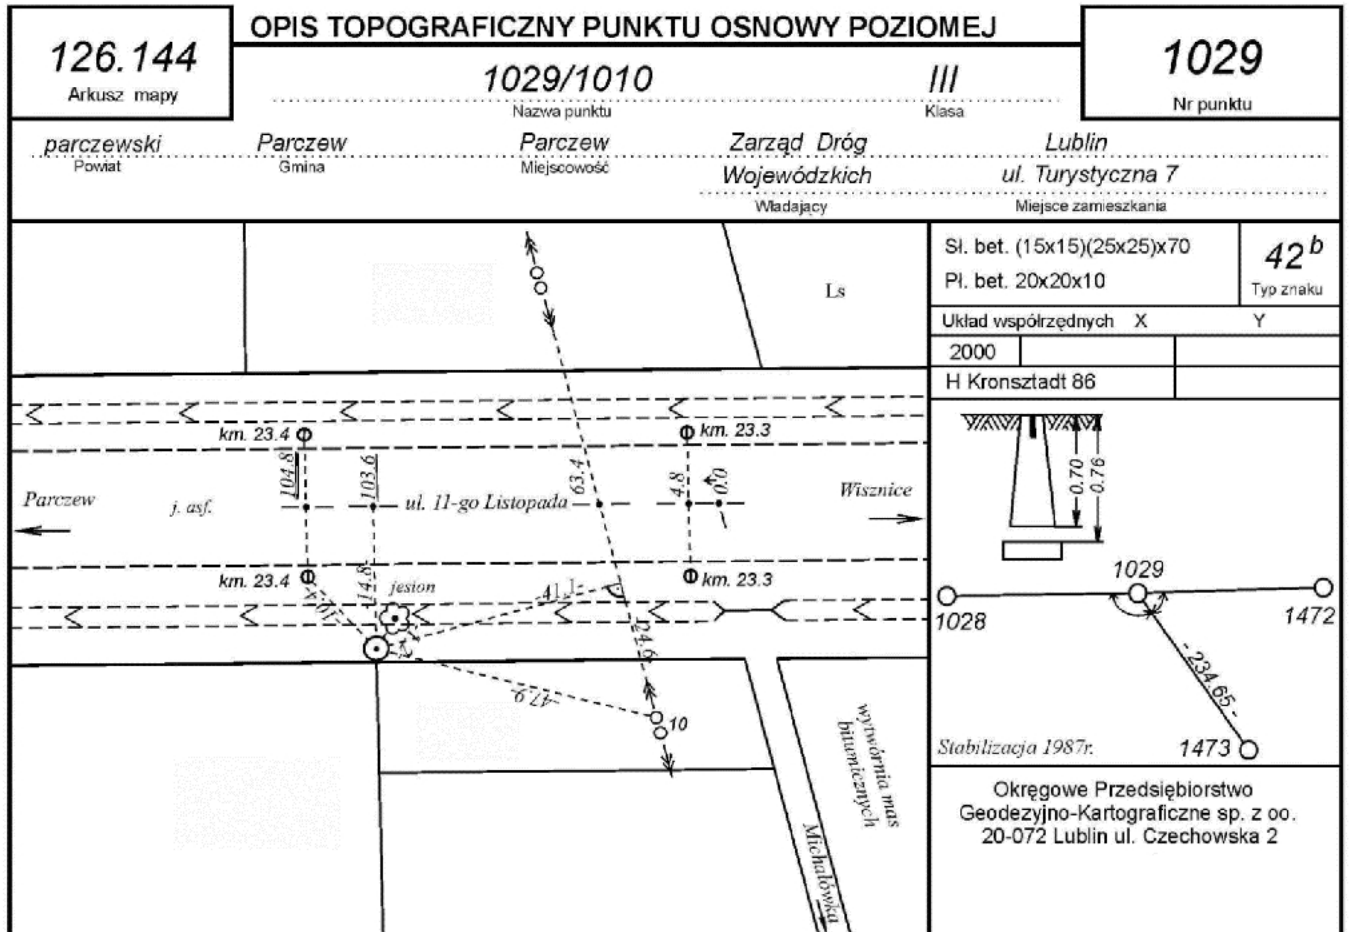 OPIS TOPOGRAFICZNY PUNKTU OSNOWY POZIOMEJ
126.144
Arkusz mapy
1029/1010
Nazwa punktu
III
Klasa
1029
Nr punktu
parczewski
Powiat
Parczew
Gmina
Parczew
Miejscowość
Zarząd Dróg
Wojewódzkich
Władający
Lublin
ul. Turystyczna 7
Miejsce zamieszkania
Ls
km. 23.4
km. 23.3
104.8
103.6
63.4
4.8
0.0
Parczew
j. asf.
ul. 11-go Listopada
Wisznice
km. 23.4
km. 23.3
14.8
jesion
41.1
24.6
47.9
10
wytwórnia mas
bitumicznych
Michałówka
Sł. bet. (15x15)(25x25)x70
Pł. bet. 20x20x10
42b
Typ znaku
Układ współrzędnych X Y
2000
H Kronsztadt 86
0.70
0.76
1029
1028
1472
- 234.65 -
1473
Stabilizacja 1987r.
Okręgowe Przedsiębiorstwo
Geodezyjno-Kartograficzne sp. z oo.
20-072 Lublin ul. Czechowska 2